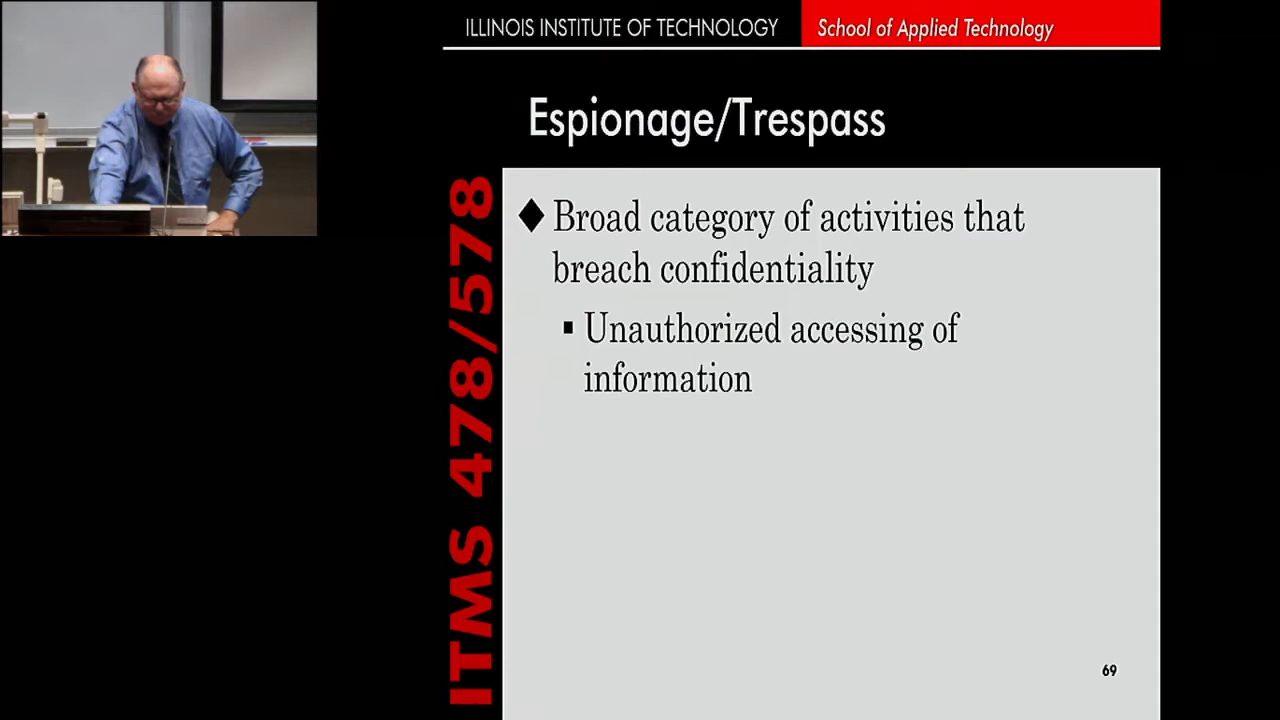 ILLINOIS INSTITUTE OF TECHNOLOGY School of Applied Technology
Espionage/Trespass
◆ Broad category of activities that
breach confidentiality
▪ Unauthorized accessing of
information
ITMS 478/578
69